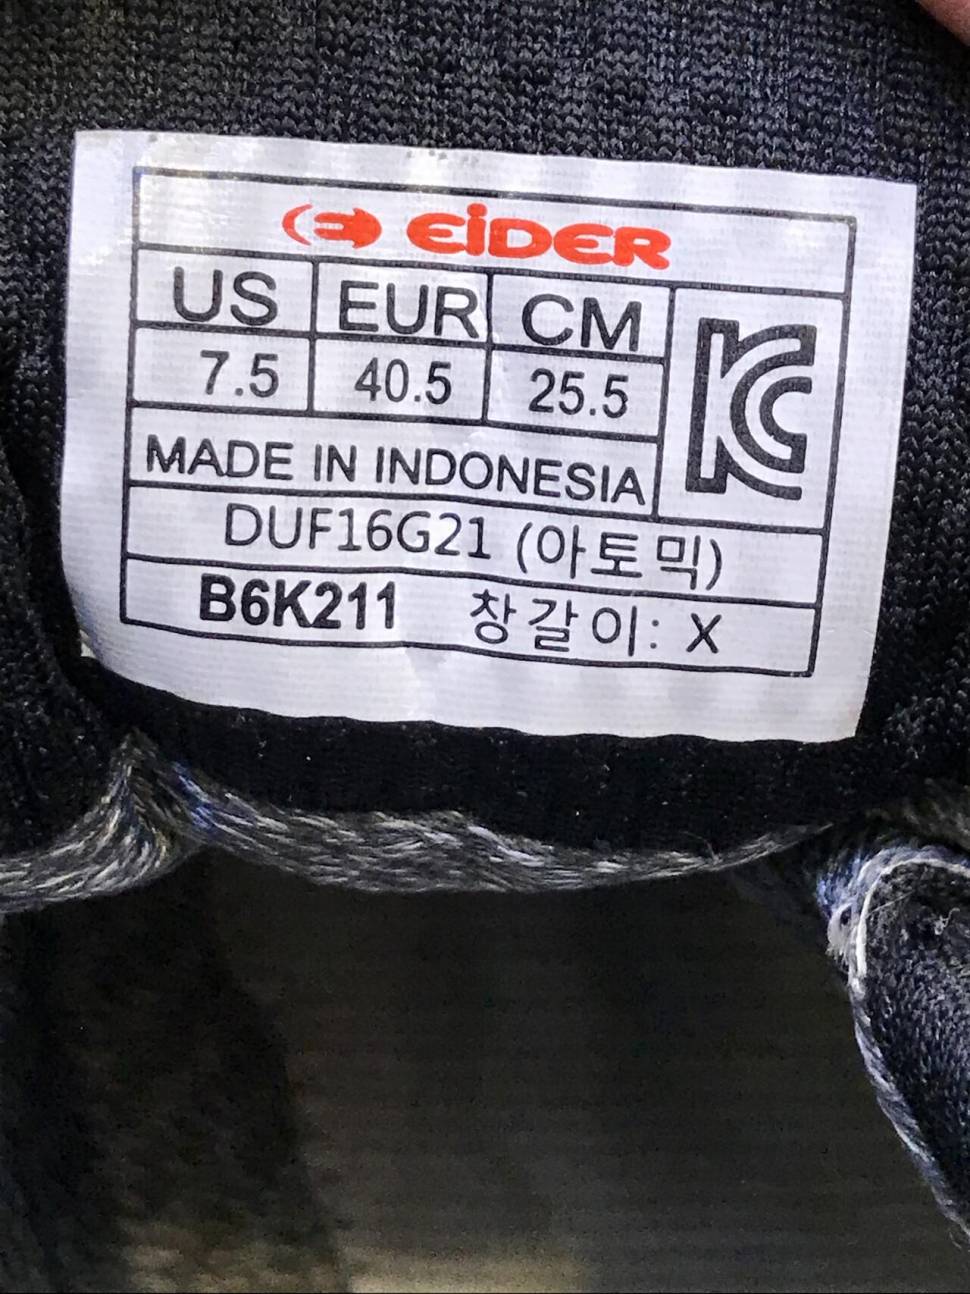 EiDER
US EUR CM
7.5 40.5 25.5
MADE IN INDONESIA
DUF16G21 (아토믹)
B6K211 창갈이: X
KC